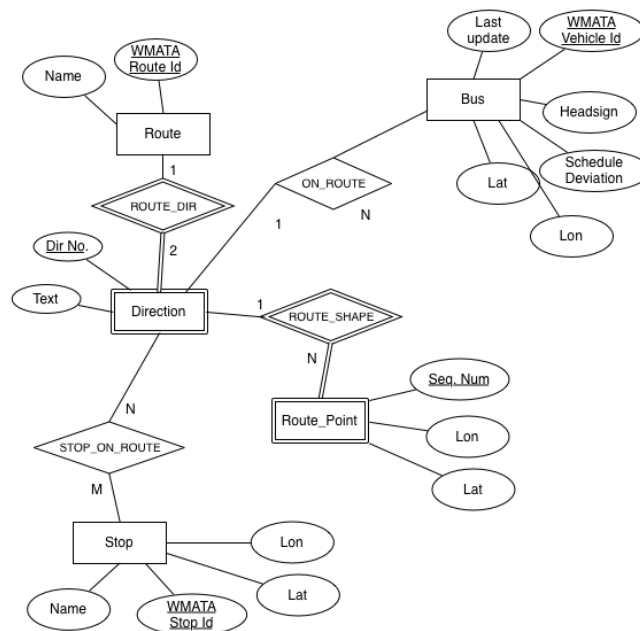 Last
update
WMATA
Vehicle Id
WMATA
Route Id
Name
Bus
Headsign
Route
Schedule
Deviation
1
ON_ROUTE
Lat
ROUTE_DIR
N
1
Lon
Dir No.
2
Text
Direction
1
ROUTE_SHAPE
N
Seq. Num
N
Route_Point
Lon
STOP_ON_ROUTE
M
Lat
Stop
Lon
Lat
Name
WMATA
Stop Id